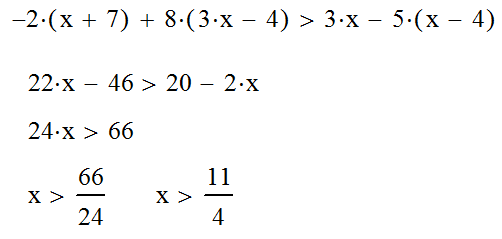 −2·(x + 7) + 8·(3·x − 4) > 3·x − 5·(x − 4)
22·x − 46 > 20 − 2·x
24·x > 66
x > 66/24    x > 11/4